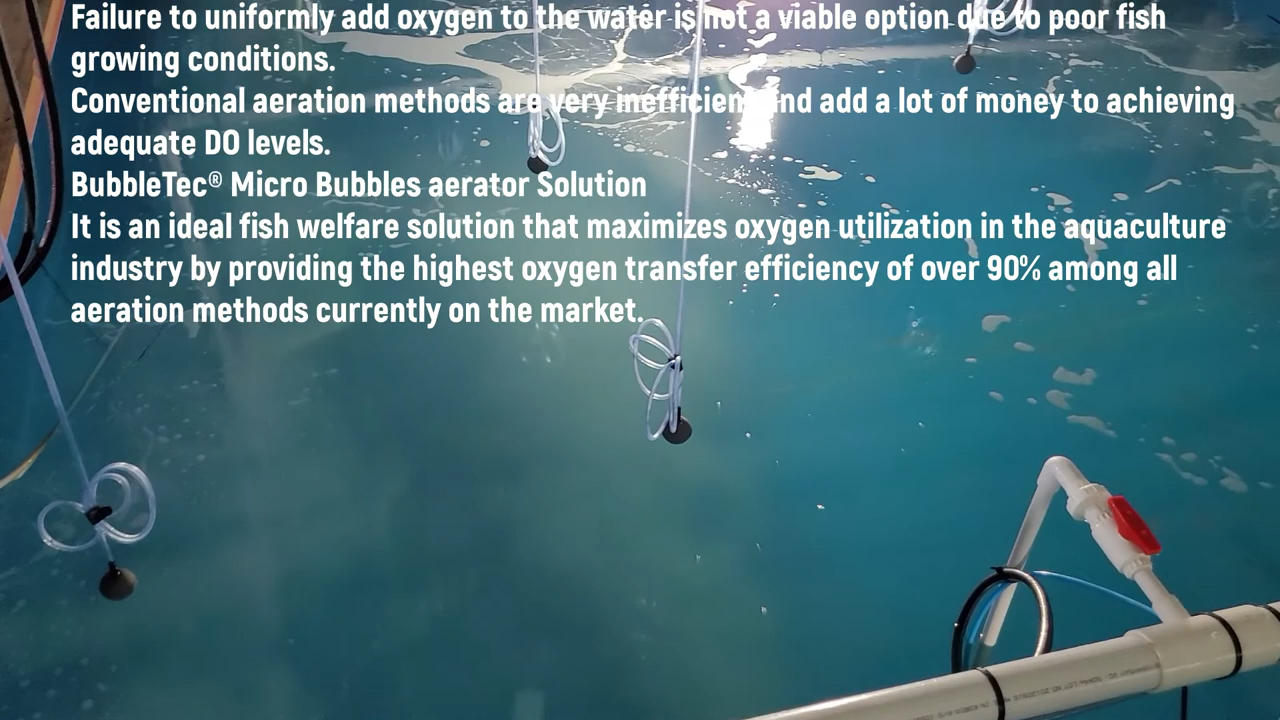 Failure to uniformly add oxygen to the water is not a viable option due to poor fish
growing conditions.
Conventional aeration methods are very inefficient and add a lot of money to achieving
adequate DO levels.
BubbleTec® Micro Bubbles aerator Solution
It is an ideal fish welfare solution that maximizes oxygen utilization in the aquaculture
industry by providing the highest oxygen transfer efficiency of over 90% among all
aeration methods currently on the market.